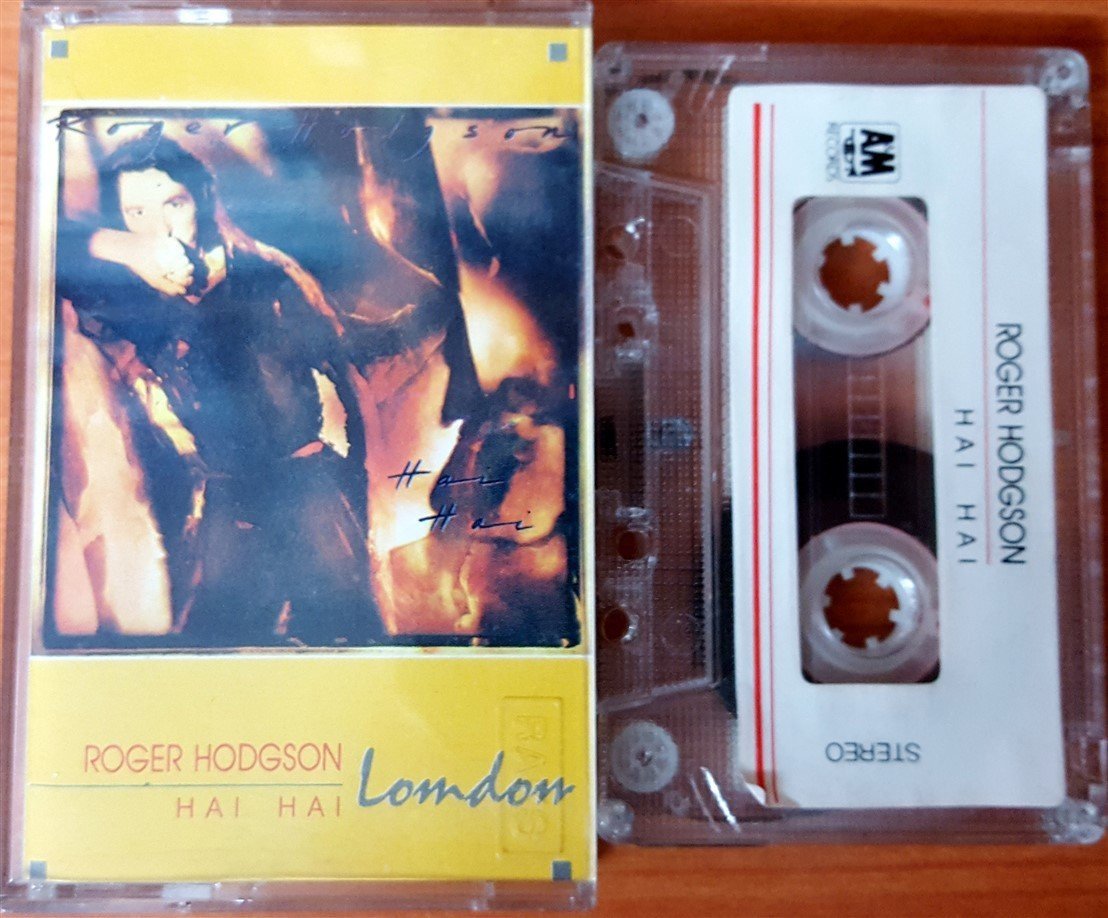 Roger Hodgson
Hai
Hai
ROGER HODGSON
HAI HAI
Lomdon
A&M
RECORDS
ROGER HODGSON
HAI HAI
STEREO